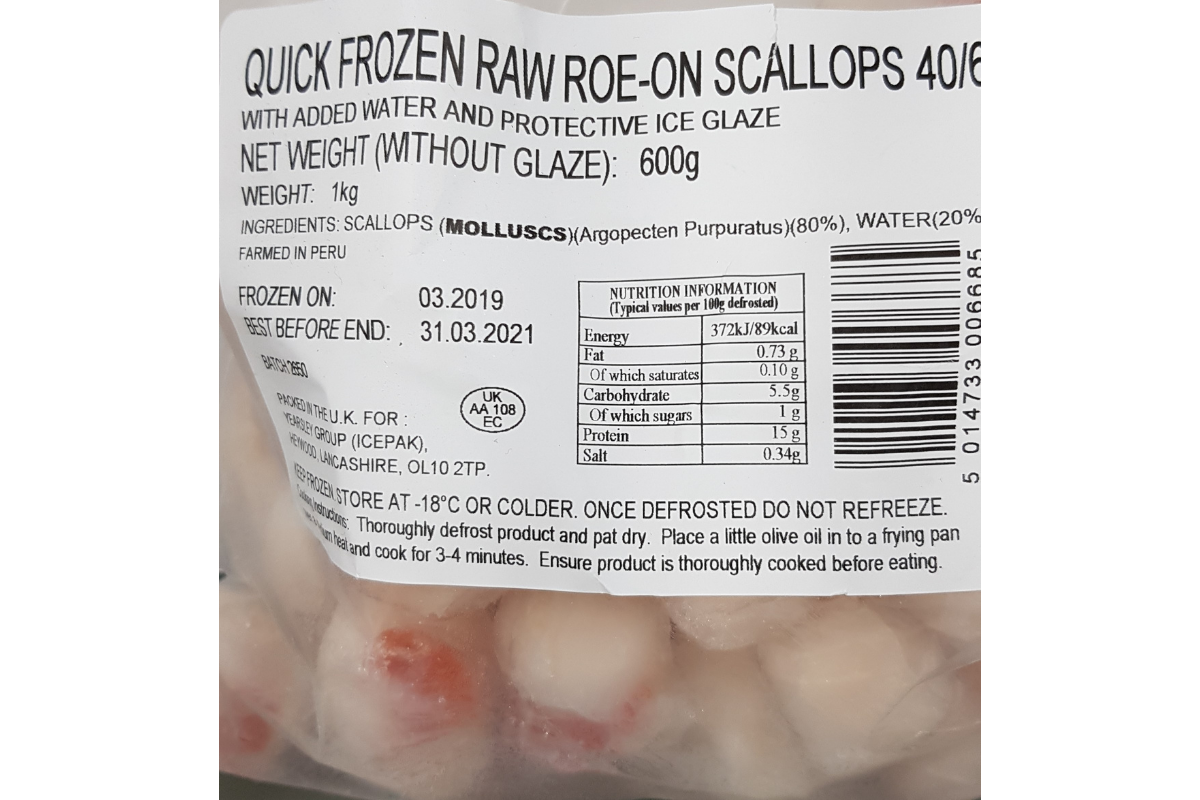 QUICK FROZEN RAW ROE-ON SCALLOPS 40/6
WITH ADDED WATER AND PROTECTIVE ICE GLAZE
NET WEIGHT (WITHOUT GLAZE): 600g
WEIGHT: 1kg
INGREDIENTS: SCALLOPS (MOLLUSCS)(Argopecten Purpuratus)(80%), WATER(20%
FARMED IN PERU
FROZEN ON: 03.2019
BEST BEFORE END: 31.03.2021
BATCH
PACKED IN THE U.K. FOR :
YEARSLEY GROUP (ICEPAK),
HEYWOOD, LANCASHIRE, OL10 2TP.
UK
AA 108
EC
NUTRITION INFORMATION
(Typical values per 100g defrosted)
Energy 372kJ/89kcal
Fat 0.73 g
Of which saturates 0.10 g
Carbohydrate 5.5g
Of which sugars 1 g
Protein 15 g
Salt 0.34g
5 014733 006685
KEEP FROZEN STORE AT -18°C OR COLDER. ONCE DEFROSTED DO NOT REFREEZE.
Instructions: Thoroughly defrost product and pat dry. Place a little olive oil in to a frying pan
heat and cook for 3-4 minutes. Ensure product is thoroughly cooked before eating.